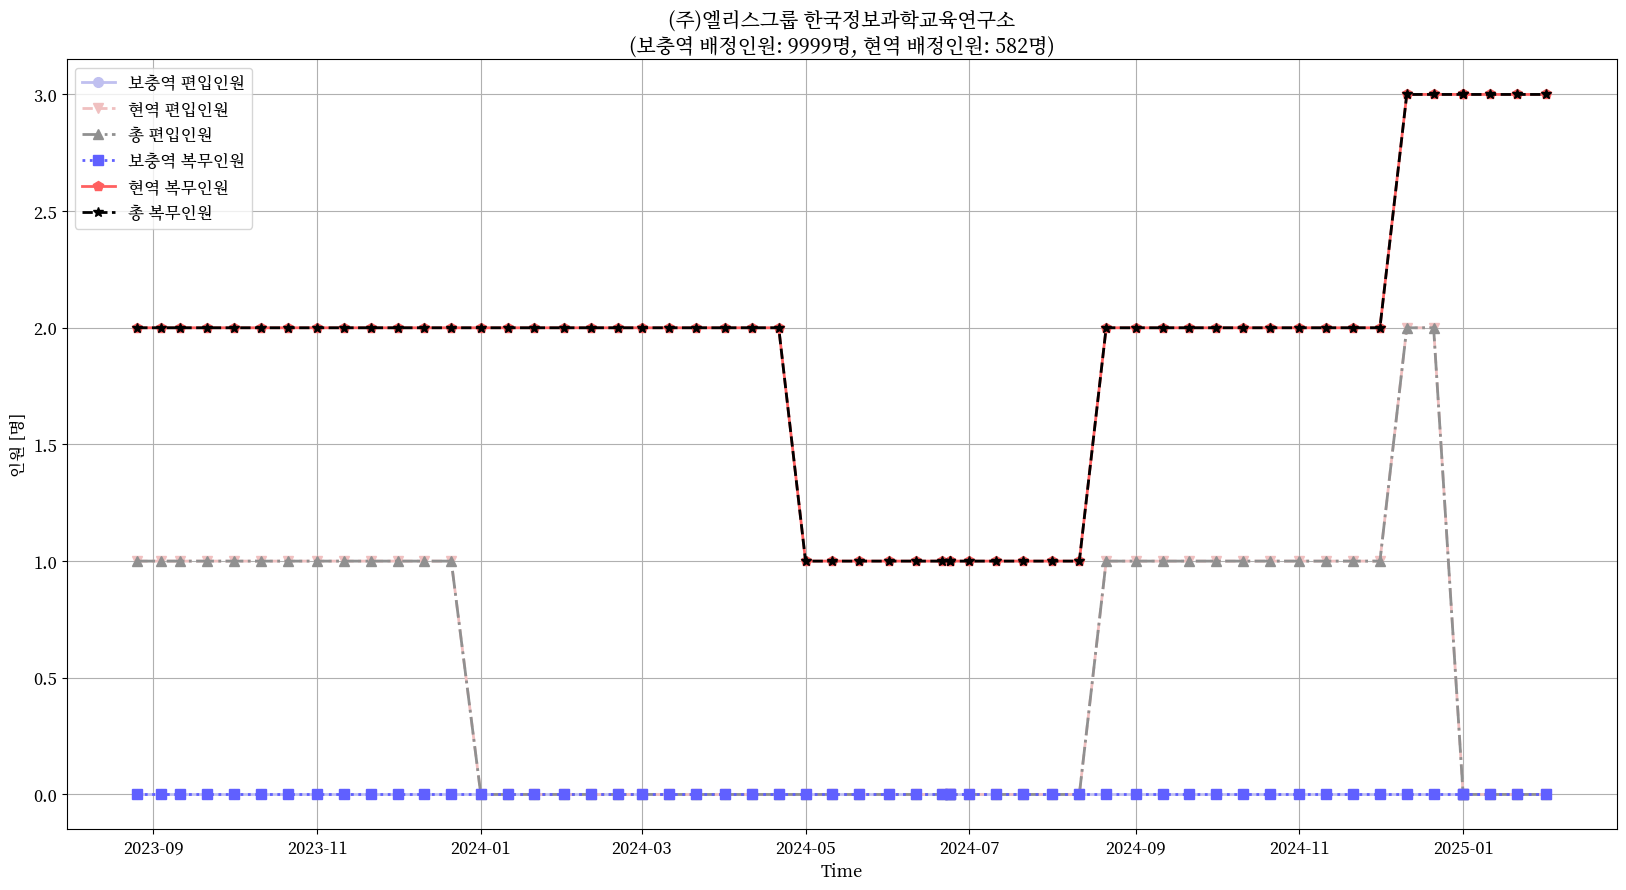 (주)엘리스그룹 한국정보과학교육연구소
(보충역 배정인원: 9999명, 현역 배정인원: 582명)
보충역 편입인원
현역 편입인원
총 편입인원
보충역 복무인원
현역 복무인원
총 복무인원
3.0
2.5
2.0
1.5
1.0
0.5
0.0
인원 [명]
2023-09
2023-11
2024-01
2024-03
2024-05
2024-07
2024-09
2024-11
2025-01
Time